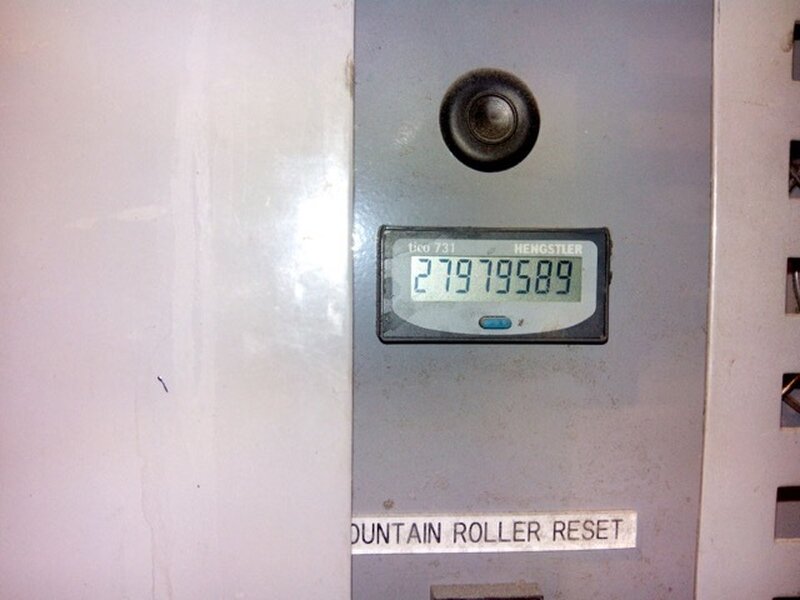 tico 731 HENGSTLER
27979589
OUNTAIN ROLLER RESET